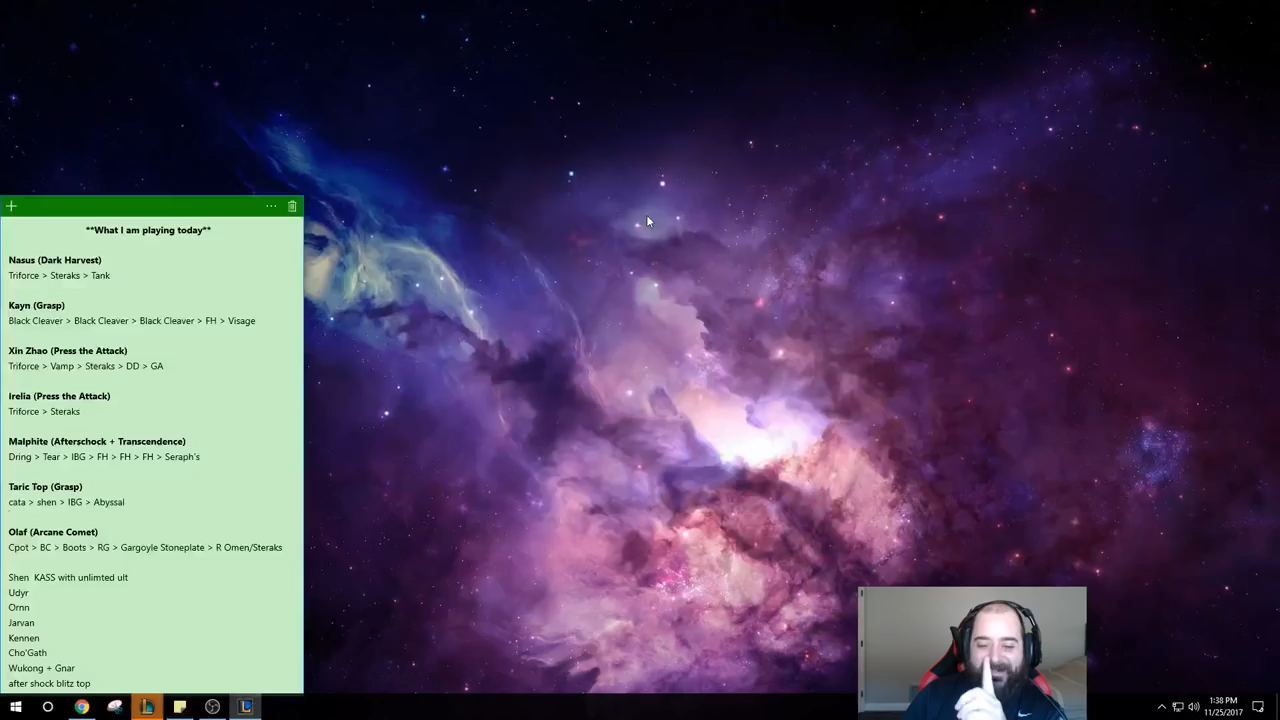 **What I am playing today**
Nasus (Dark Harvest)
Triforce > Steraks > Tank
Kayn (Grasp)
Black Cleaver > Black Cleaver > Black Cleaver > FH > Visage
Xin Zhao (Press the Attack)
Triforce > Vamp > Steraks > DD > GA
Irelia (Press the Attack)
Triforce > Steraks
Malphite (Afterschock + Transcendence)
Dring > Tear > IBG > FH > FH > FH > Seraph's
Taric Top (Grasp)
cata > shen > IBG > Abyssal
Olaf (Arcane Comet)
Cpot > BC > Boots > RG > Gargoyle Stoneplate > R Omen/Steraks
Shen  KASS with unlimted ult
Udyr
Ornn
Jarvan
Kennen
Cho'Gath
Wukong + Gnar
after shock blitz top
1:38 PM
11/25/2017